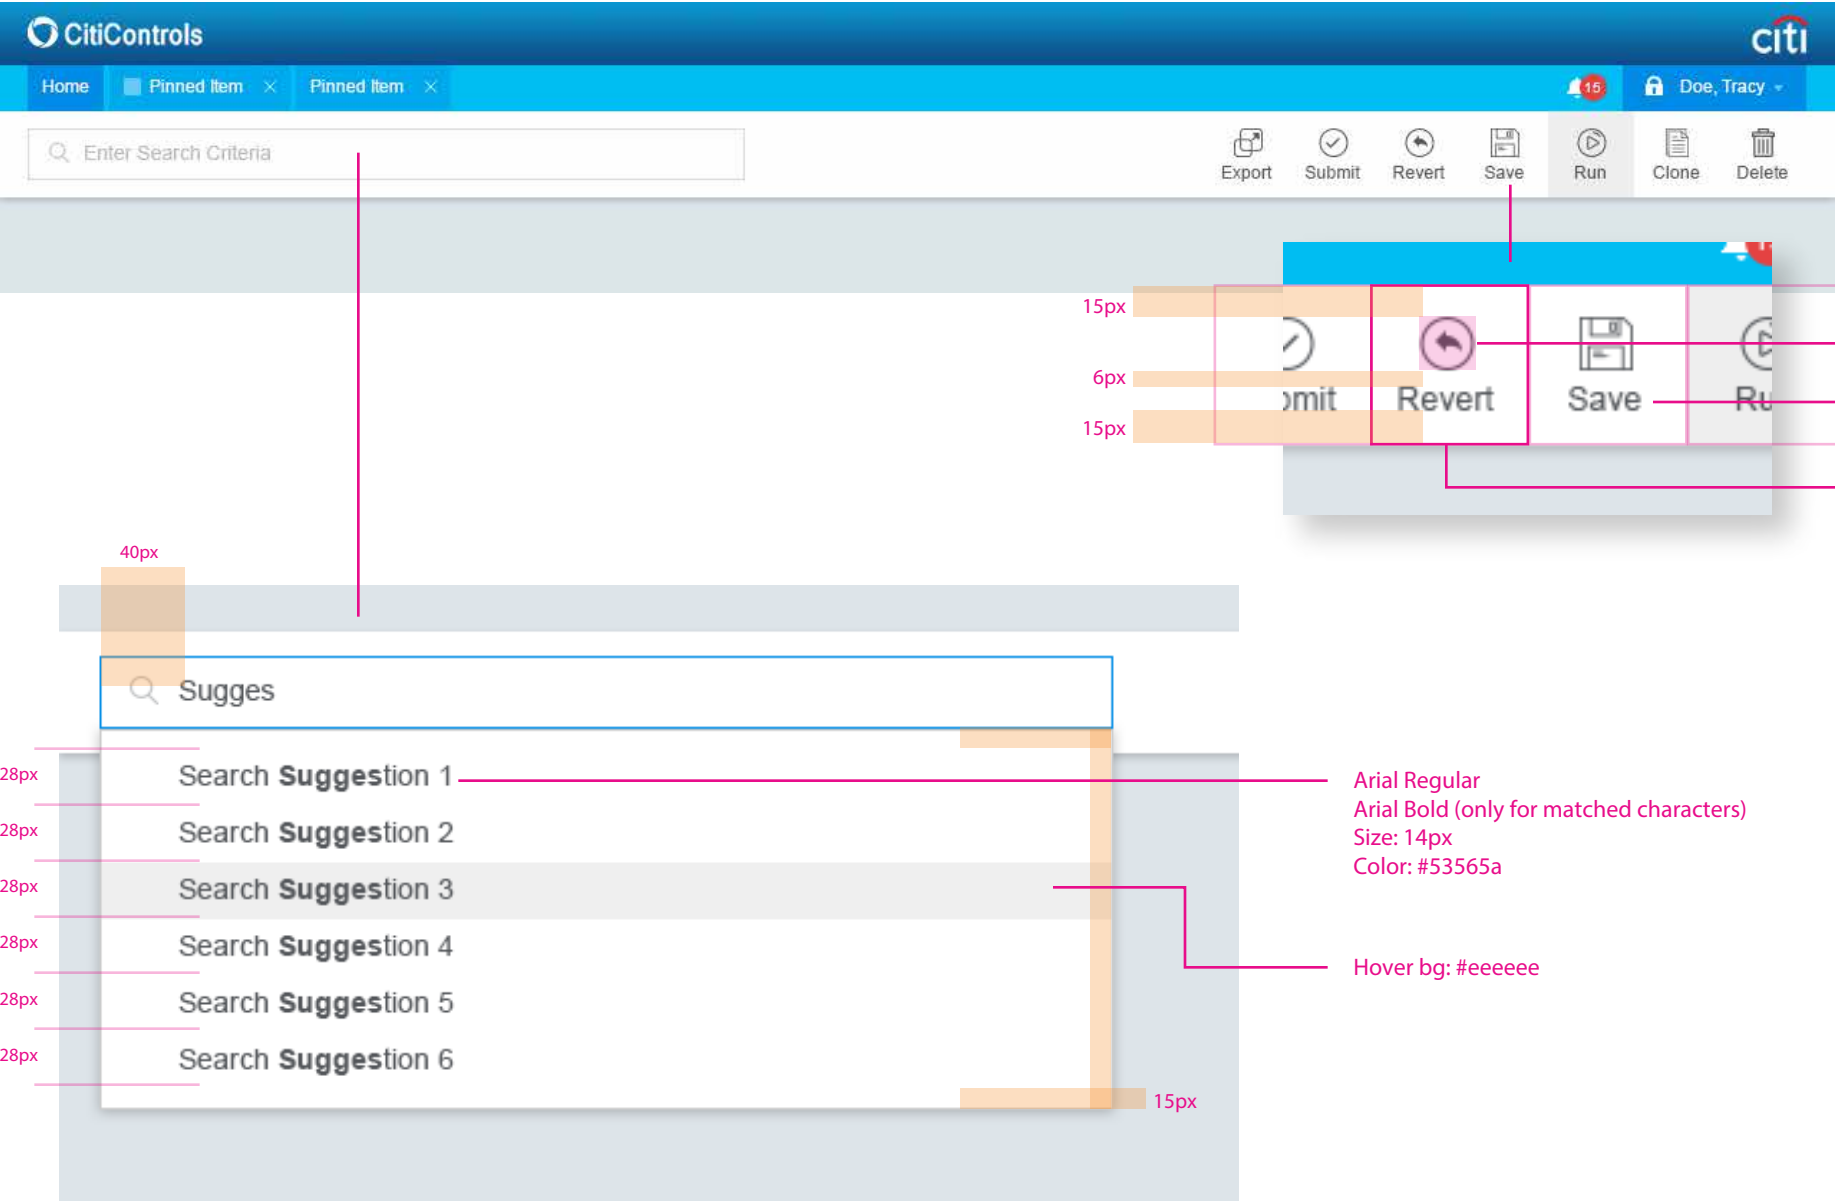 CitiControls
citi
Home
Pinned Item
Pinned Item
15
Doe, Tracy
Enter Search Criteria
Export
Submit
Revert
Save
Run
Clone
Delete
15px
6px
15px
Revert
Save
40px
Sugges
28px
Search Suggestion 1
28px
Search Suggestion 2
28px
Search Suggestion 3
28px
Search Suggestion 4
28px
Search Suggestion 5
28px
Search Suggestion 6
15px
Arial Regular
Arial Bold (only for matched characters)
Size: 14px
Color: #53565a
Hover bg: #eeeeee